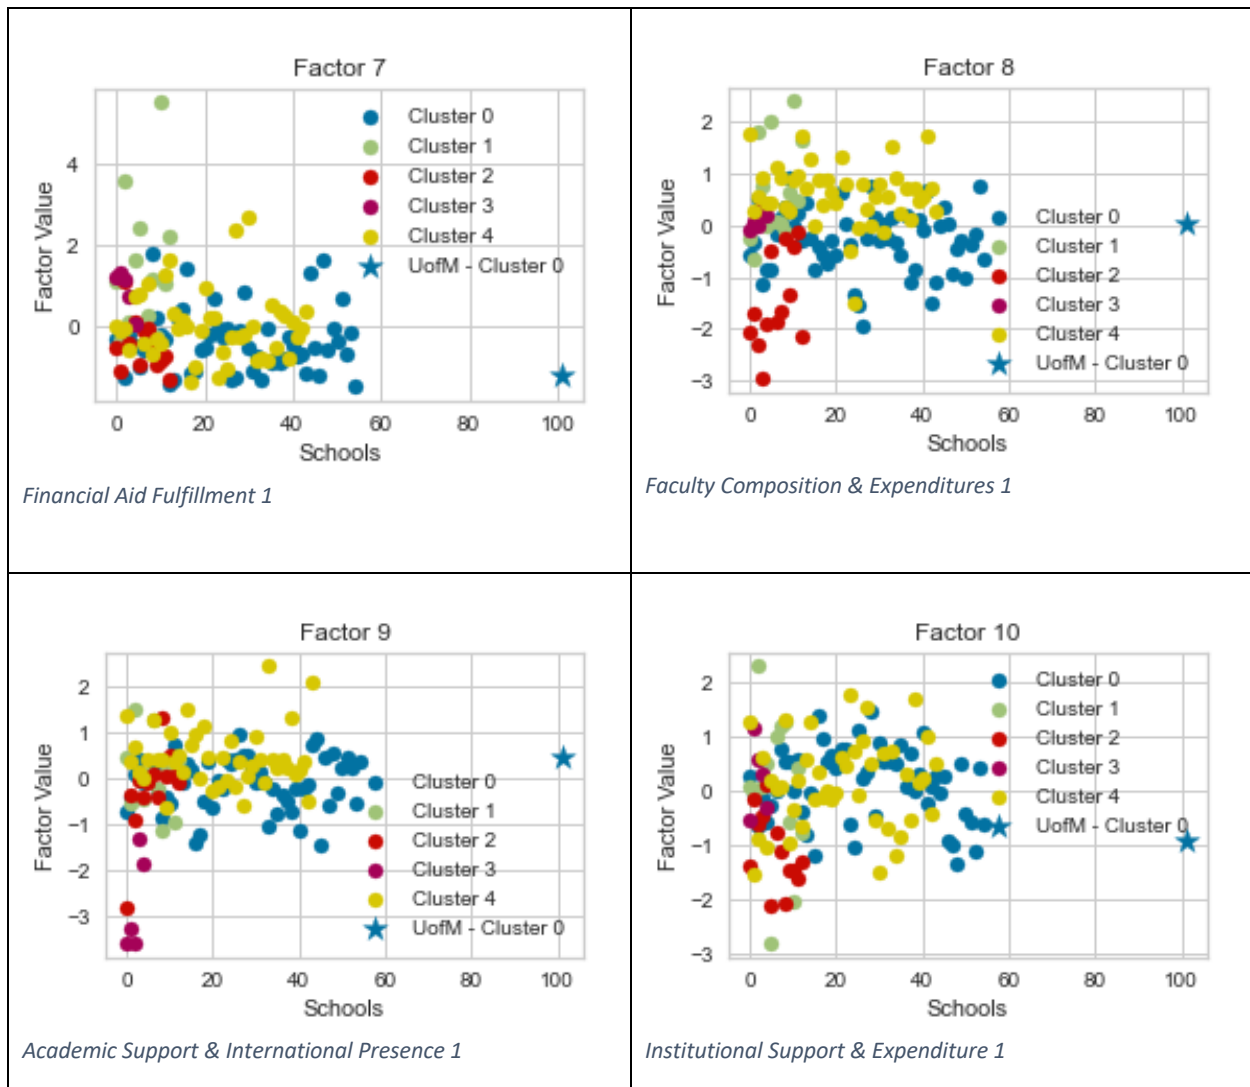 Factor 7
Cluster 0
Cluster 1
Cluster 2
Cluster 3
Cluster 4
UofM - Cluster 0
4
2
0
Factor Value
0 20 40 60 80 100
Schools
Financial Aid Fulfillment 1
Factor 8
2
1
0
−1
−2
−3
Factor Value
Cluster 0
Cluster 1
Cluster 2
Cluster 3
Cluster 4
UofM - Cluster 0
0 20 40 60 80 100
Schools
Faculty Composition & Expenditures 1
Factor 9
2
1
0
−1
−2
−3
Factor Value
Cluster 0
Cluster 1
Cluster 2
Cluster 3
Cluster 4
UofM - Cluster 0
0 20 40 60 80 100
Schools
Academic Support & International Presence 1
Factor 10
Cluster 0
Cluster 1
Cluster 2
Cluster 3
Cluster 4
UofM - Cluster 0
2
1
0
−1
−2
−3
Factor Value
0 20 40 60 80 100
Schools
Institutional Support & Expenditure 1